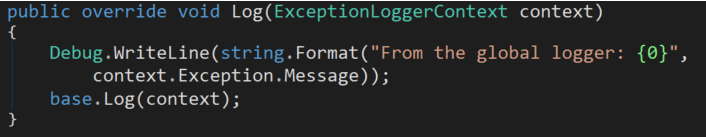 public override void Log(ExceptionLoggerContext context)
{
    Debug.WriteLine(string.Format("From the global logger: {0}",
        context.Exception.Message));
    base.Log(context);
}